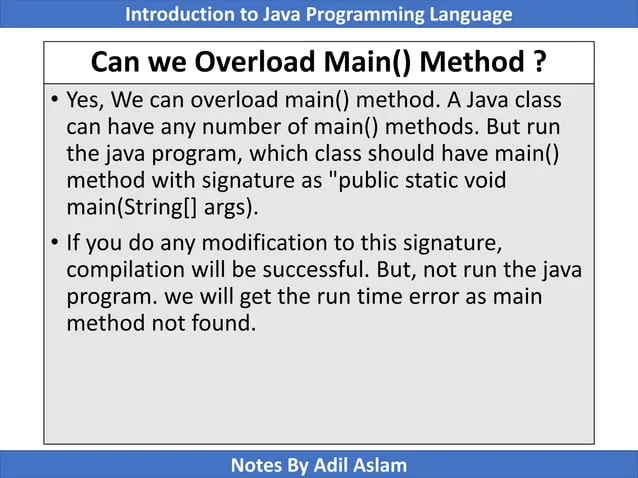 Introduction to Java Programming Language
Can we Overload Main() Method ?
• Yes, We can overload main() method. A Java class
can have any number of main() methods. But run
the java program, which class should have main()
method with signature as "public static void
main(String[] args).
• If you do any modification to this signature,
compilation will be successful. But, not run the java
program. we will get the run time error as main
method not found.
Notes By Adil Aslam